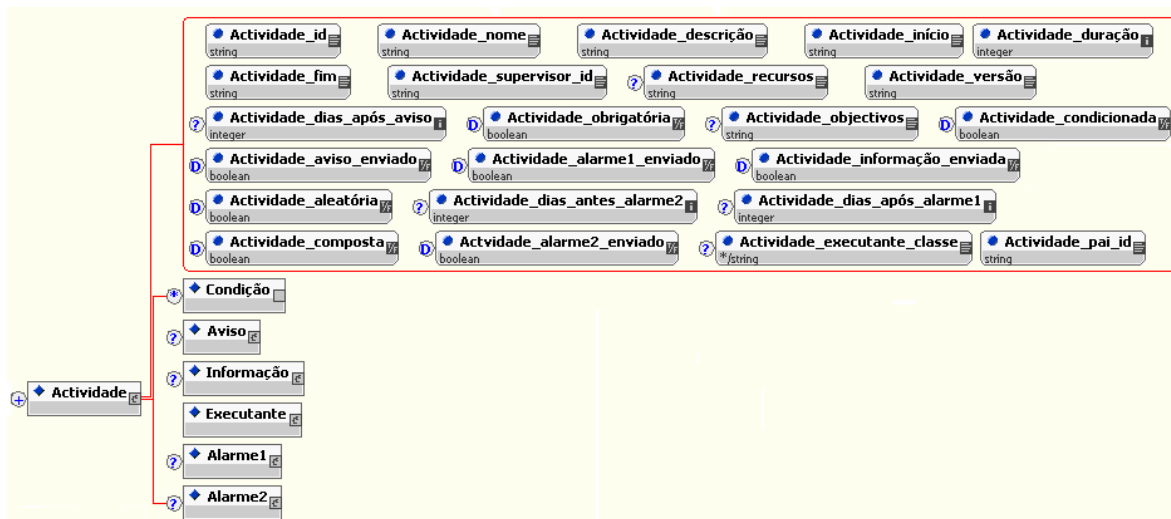 Actividade_id Actividade_nome Actividade_descrição Actividade_início Actividade_duração
string string string string integer
Actividade_fim Actividade_supervisor_id ? Actividade_recursos Actividade_versão
string string string string
? Actividade_dias_após_aviso D Actividade_obrigatória ? Actividade_objectivos D Actividade_condicionada
integer boolean string boolean
D Actividade_aviso_enviado D Actividade_alarme1_enviado D Actividade_informação_enviada
boolean boolean boolean
D Actividade_aleatória ? Actividade_dias_antes_alarme2 ? Actividade_dias_após_alarme1
boolean integer integer
D Actividade_composta D Actvidade_alarme2_enviado ? Actividade_executante_classe Actividade_pai_id
boolean boolean */string string
* Condição
? Aviso
? Informação
+ Actividade
Executante
? Alarme1
? Alarme2